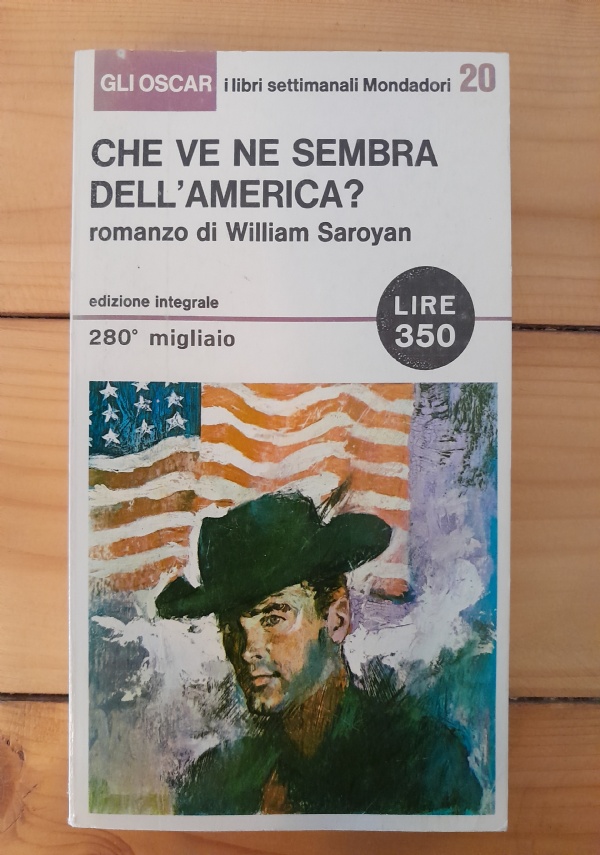 GLI OSCAR i libri settimanali Mondadori 20
CHE VE NE SEMBRA
DELL'AMERICA?
romanzo di William Saroyan
edizione integrale
LIRE
350
280° migliaio